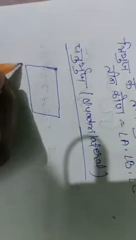 त्रिभुज के
तीन कोण = ∠A, ∠B,
चतुर्भुज (Quadrilateral)